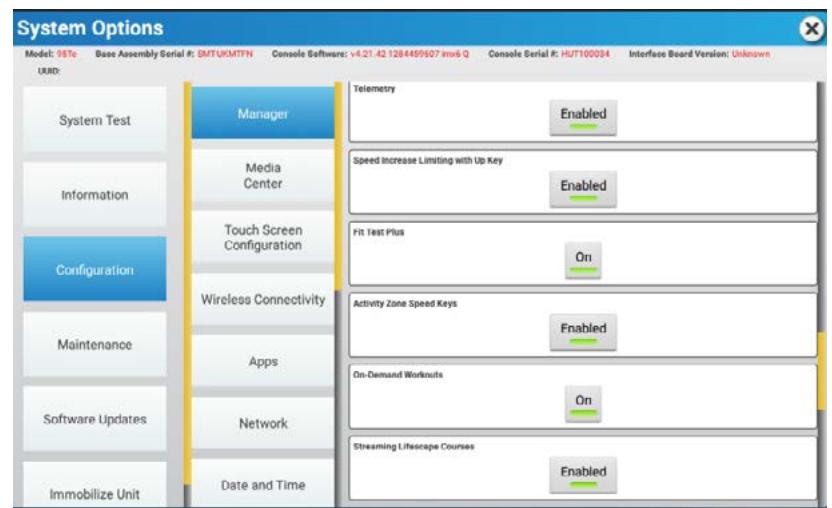 System Options
Model: 95Te Base Assembly Serial #: SMTUKMTFN Console Software: v4.21.42 1284459607 imx6 Q Console Serial #: HUT100034 Interface Board Version: Unknown
UUID:
System Test
Information
Configuration
Maintenance
Software Updates
Immobilize Unit
Manager
Media
Center
Touch Screen
Configuration
Wireless Connectivity
Apps
Network
Date and Time
Telemetry
Enabled
Speed Increase Limiting with Up Key
Enabled
Fit Test Plus
On
Activity Zone Speed Keys
Enabled
On-Demand Workouts
On
Streaming Lifescape Courses
Enabled